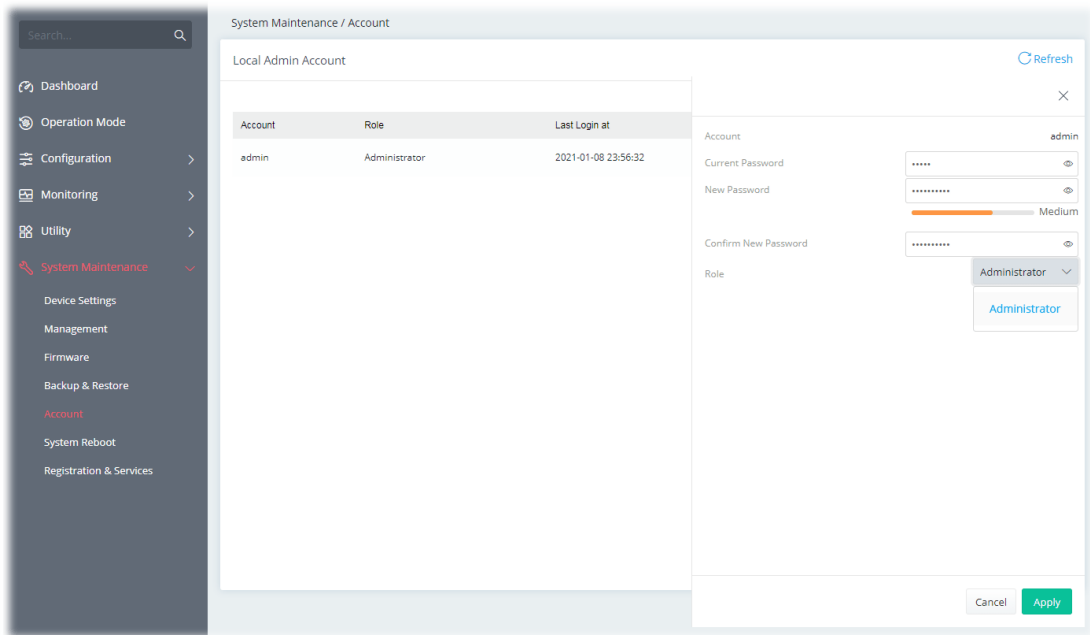 Search...
Dashboard
Operation Mode
Configuration
Monitoring
Utility
System Maintenance
Device Settings
Management
Firmware
Backup & Restore
Account
System Reboot
Registration & Services
System Maintenance / Account
Local Admin Account
Refresh
Account Role Last Login at
admin Administrator 2021-01-08 23:56:32
Account admin
Current Password •••••
New Password ••••••••••
Medium
Confirm New Password ••••••••••
Role Administrator
Administrator
Cancel Apply